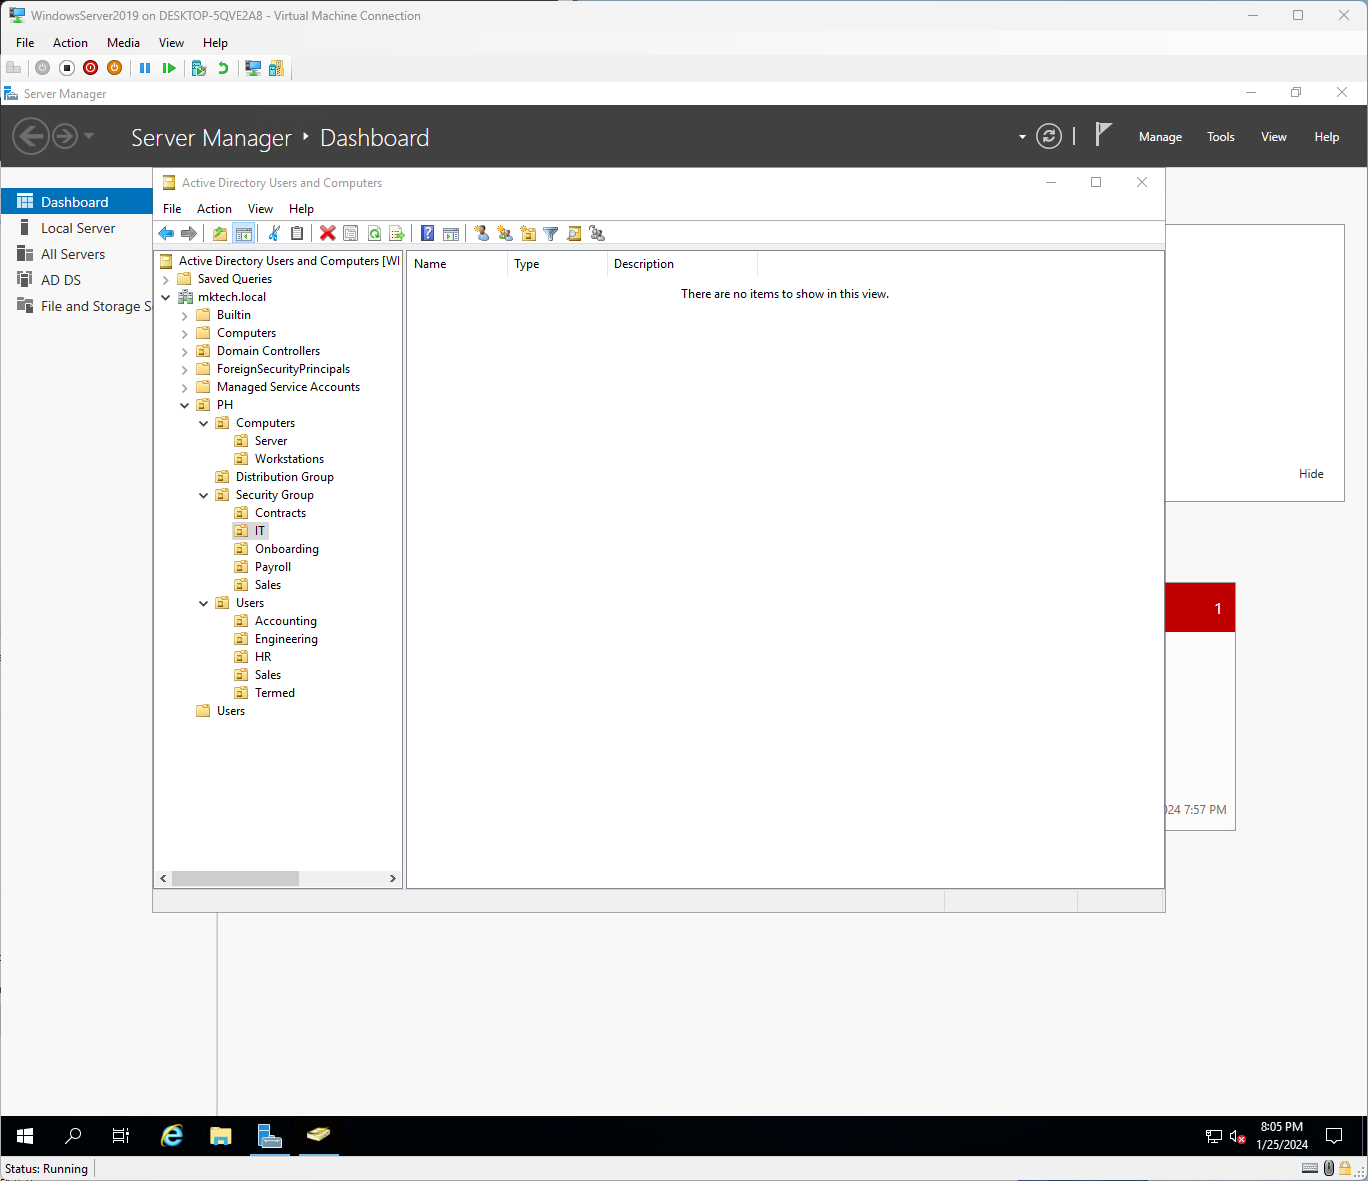 WindowsServer2019 on DESKTOP-5QVE2A8 - Virtual Machine Connection
File Action Media View Help
Server Manager
Server Manager ‣ Dashboard
Manage Tools View Help
Active Directory Users and Computers
File Action View Help
Dashboard
Local Server
All Servers
AD DS
File and Storage S
Active Directory Users and Computers [WI
Saved Queries
mktech.local
Builtin
Computers
Domain Controllers
ForeignSecurityPrincipals
Managed Service Accounts
PH
Computers
Server
Workstations
Distribution Group
Security Group
Contracts
IT
Onboarding
Payroll
Sales
Users
Accounting
Engineering
HR
Sales
Termed
Users
Name Type Description
There are no items to show in this view.
Hide
1
024 7:57 PM
8:05 PM
1/25/2024
Status: Running